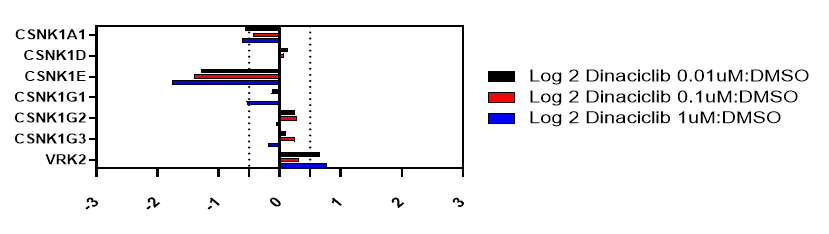 CSNK1A1
CSNK1D
CSNK1E
CSNK1G1
CSNK1G2
CSNK1G3
VRK2
-3 -2 -1 0 1 2 3
Log 2 Dinaciclib 0.01uM:DMSO
Log 2 Dinaciclib 0.1uM:DMSO
Log 2 Dinaciclib 1uM:DMSO